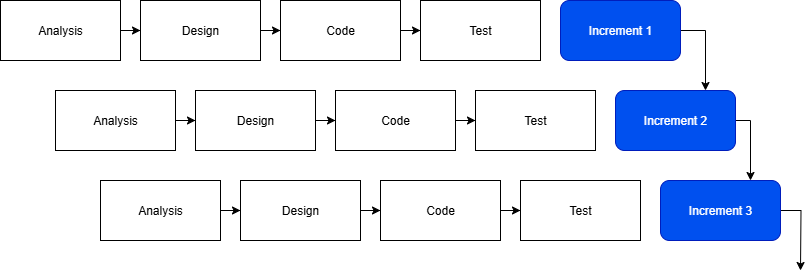 Analysis
Design
Code
Test
Increment 1
Analysis
Design
Code
Test
Increment 2
Analysis
Design
Code
Test
Increment 3